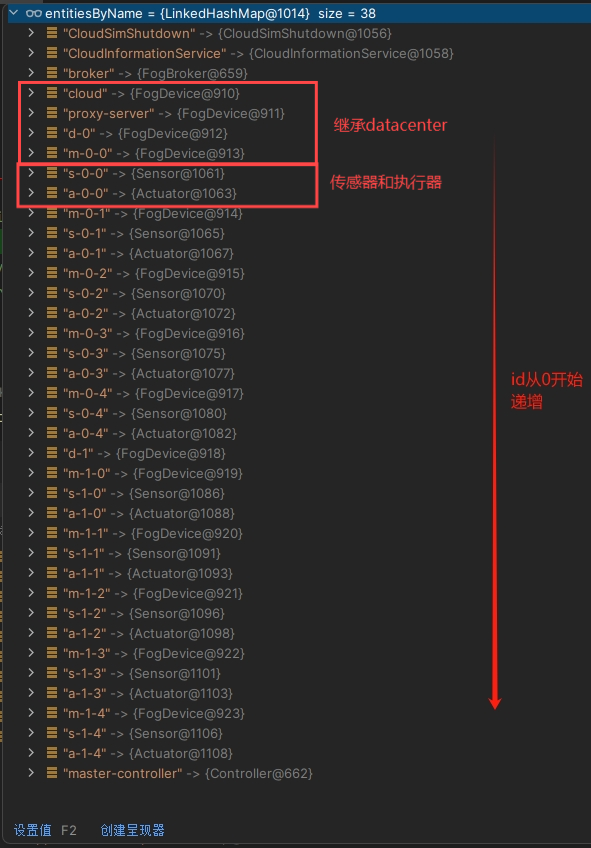 entitiesByName = {LinkedHashMap@1014} size = 38
"CloudSimShutdown" -> {CloudSimShutdown@1056}
"CloudInformationService" -> {CloudInformationService@1058}
"broker" -> {FogBroker@659}
"cloud" -> {FogDevice@910}
"proxy-server" -> {FogDevice@911}
继承datacenter
"d-0" -> {FogDevice@912}
"m-0-0" -> {FogDevice@913}
"s-0-0" -> {Sensor@1061}
传感器和执行器
"a-0-0" -> {Actuator@1063}
"m-0-1" -> {FogDevice@914}
"s-0-1" -> {Sensor@1065}
"a-0-1" -> {Actuator@1067}
"m-0-2" -> {FogDevice@915}
"s-0-2" -> {Sensor@1070}
"a-0-2" -> {Actuator@1072}
"m-0-3" -> {FogDevice@916}
"s-0-3" -> {Sensor@1075}
"a-0-3" -> {Actuator@1077}
id从0开始
递增
"m-0-4" -> {FogDevice@917}
"s-0-4" -> {Sensor@1080}
"a-0-4" -> {Actuator@1082}
"d-1" -> {FogDevice@918}
"m-1-0" -> {FogDevice@919}
"s-1-0" -> {Sensor@1086}
"a-1-0" -> {Actuator@1088}
"m-1-1" -> {FogDevice@920}
"s-1-1" -> {Sensor@1091}
"a-1-1" -> {Actuator@1093}
"m-1-2" -> {FogDevice@921}
"s-1-2" -> {Sensor@1096}
"a-1-2" -> {Actuator@1098}
"m-1-3" -> {FogDevice@922}
"s-1-3" -> {Sensor@1101}
"a-1-3" -> {Actuator@1103}
"m-1-4" -> {FogDevice@923}
"s-1-4" -> {Sensor@1106}
"a-1-4" -> {Actuator@1108}
"master-controller" -> {Controller@662}
设置值 F2 创建呈现器